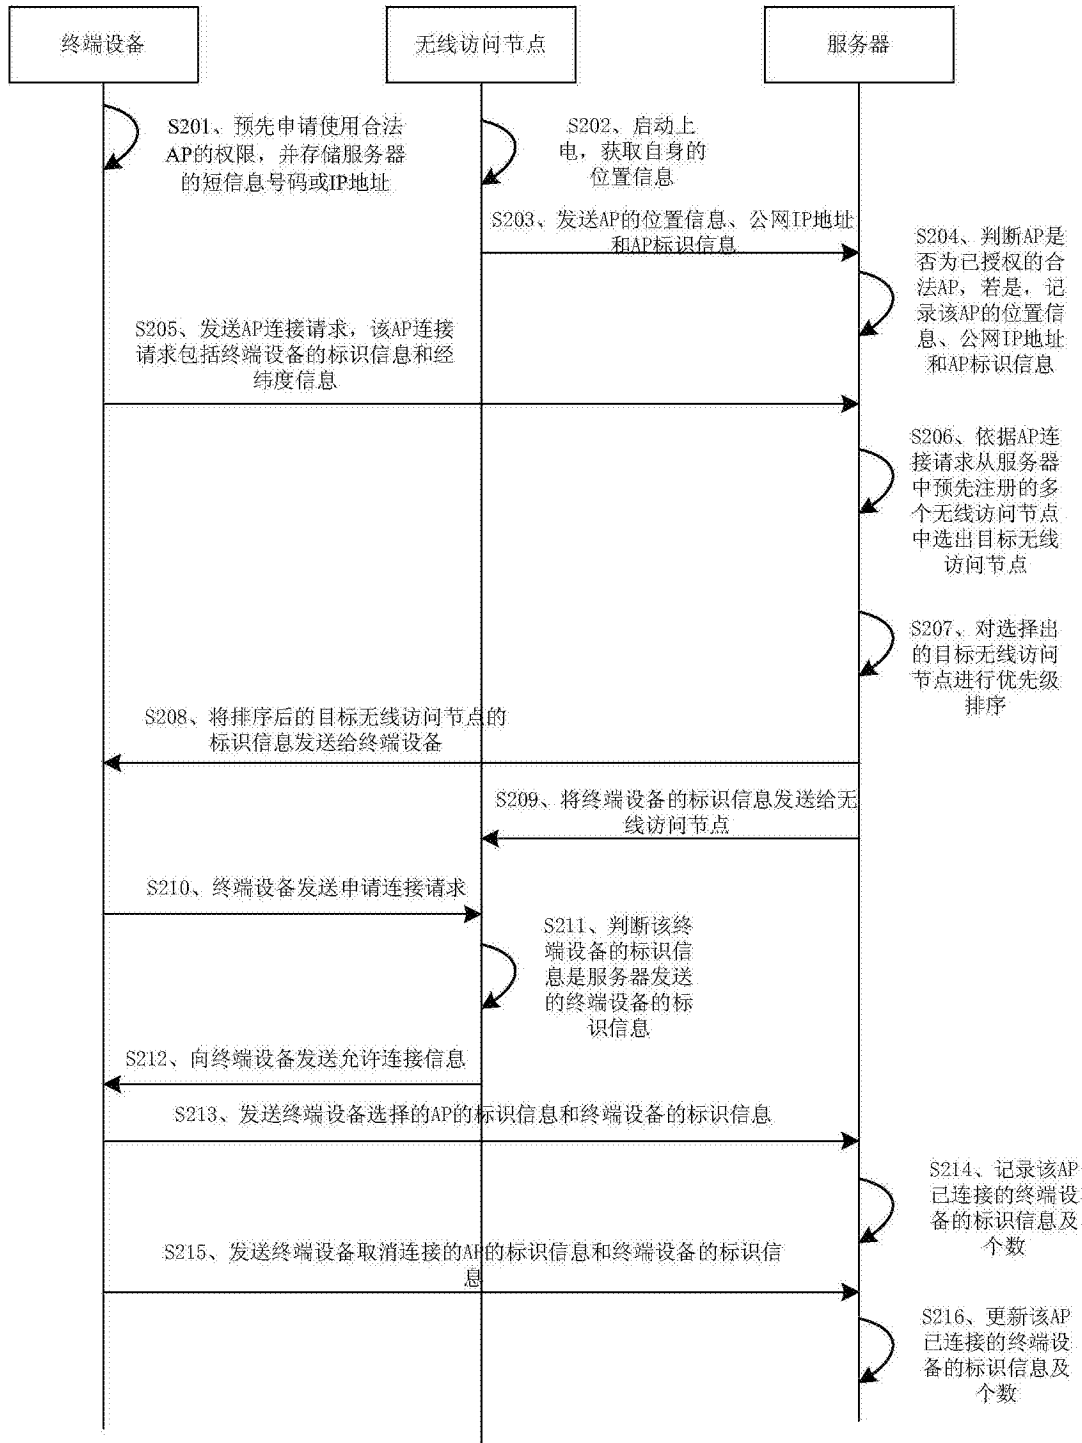 终端设备
无线访问节点
服务器
S201、预先申请使用合法
AP的权限，并存储服务器
的短信息号码或IP地址
S202、启动上
电，获取自身的
位置信息
S203、发送AP的位置信息、公网IP地址
和AP标识信息
S204、判断AP是
否为已授权的合
法AP，若是，记
录该AP的位置信
息、公网IP地址
和AP标识信息
S205、发送AP连接请求，该AP连接
请求包括终端设备的标识信息和经
纬度信息
S206、依据AP连
接请求从服务器
中预先注册的多
个无线访问节点
中选出目标无线
访问节点
S207、对选择出
的目标无线访问
节点进行优先级
排序
S208、将排序后的目标无线访问节点的
标识信息发送给终端设备
S209、将终端设备的标识信息发送给无
线访问节点
S210、终端设备发送申请连接请求
S211、判断该终
端设备的标识信
息是服务器发送
的终端设备的标
识信息
S212、向终端设备发送允许连接信息
S213、发送终端设备选择的AP的标识信息和终端设备的标识信息
S214、记录该AP
已连接的终端设
备的标识信息及
个数
S215、发送终端设备取消连接的AP的标识信息和终端设备的标识信
息
S216、更新该AP
已连接的终端设
备的标识信息及
个数